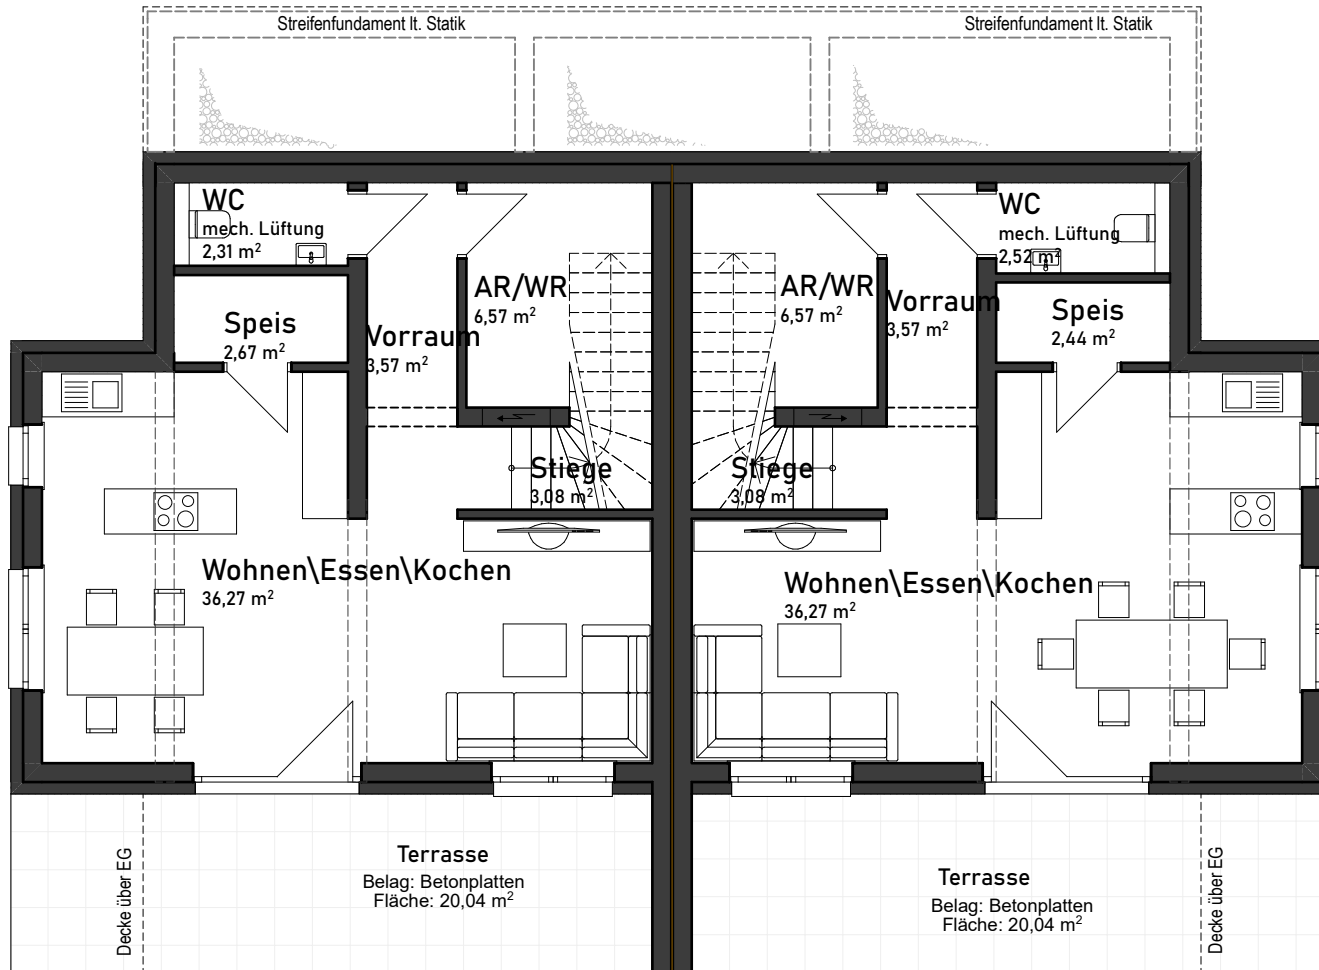 Streifenfundament lt. Statik
Streifenfundament lt. Statik
WC
mech. Lüftung
2,31 m²
Speis
2,67 m²
Vorraum
3,57 m²
AR/WR
6,57 m²
Stiege
3,08 m²
Wohnen\Essen\Kochen
36,27 m²
AR/WR
6,57 m²
Vorraum
3,57 m²
WC
mech. Lüftung
2,52 m²
Speis
2,44 m²
Stiege
3,08 m²
Wohnen\Essen\Kochen
36,27 m²
Decke über EG
Terrasse
Belag: Betonplatten
Fläche: 20,04 m²
Terrasse
Belag: Betonplatten
Fläche: 20,04 m²
Decke über EG